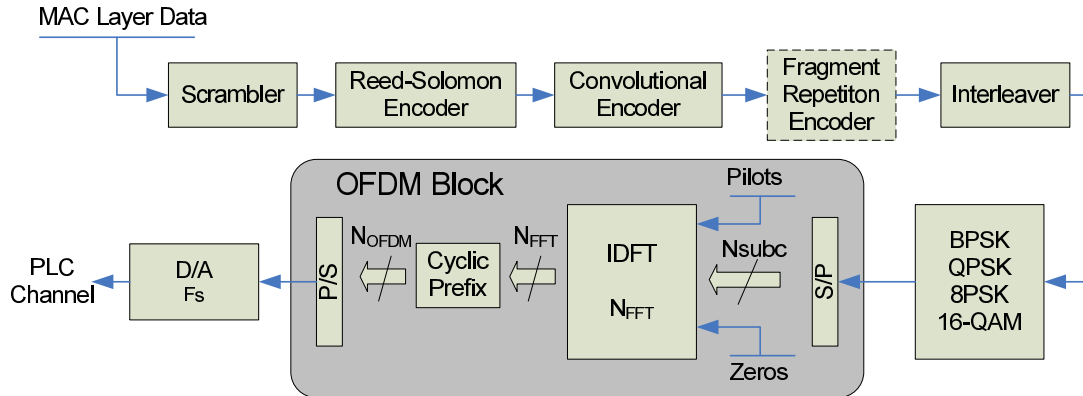 MAC Layer Data
Scrambler
Reed-Solomon
Encoder
Convolutional
Encoder
Fragment
Repetiton
Encoder
Interleaver
OFDM Block
Pilots
PLC
Channel
D/A
Fs
P/S
NOFDM
Cyclic
Prefix
NFFT
IDFT
NFFT
Nsubc
S/P
BPSK
QPSK
8PSK
16-QAM
Zeros